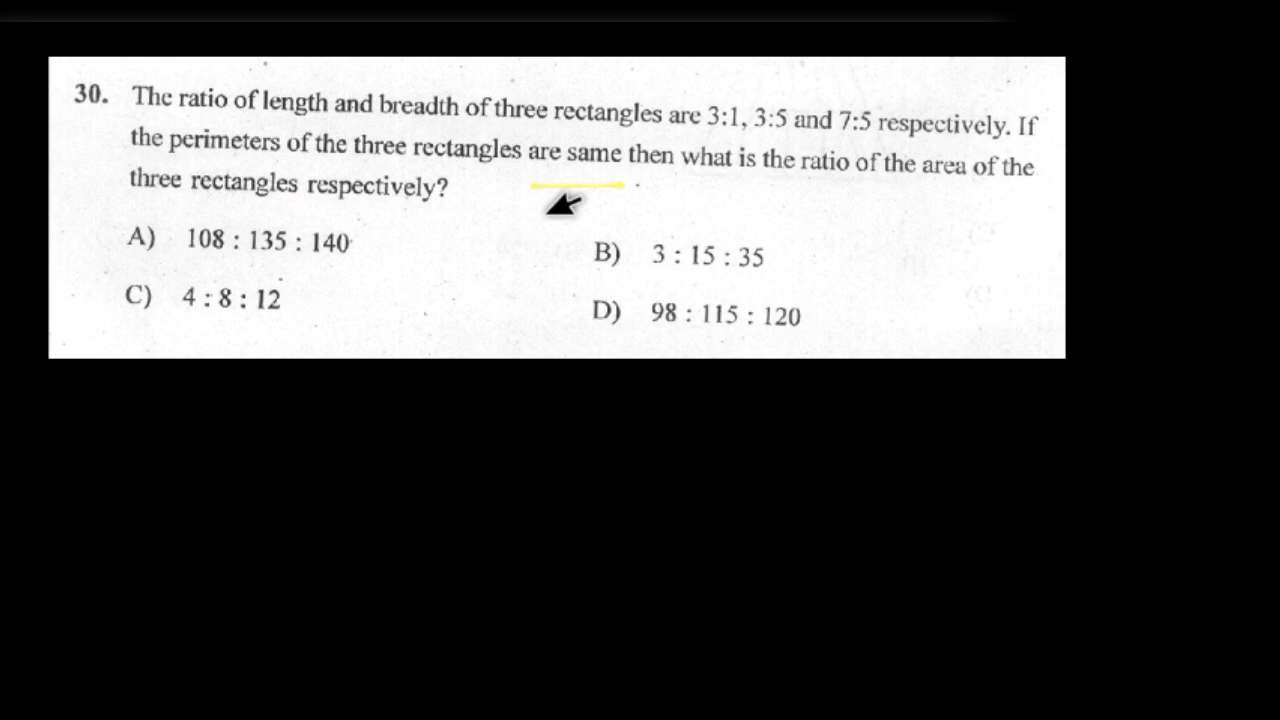 30. The ratio of length and breadth of three rectangles are 3:1, 3:5 and 7:5 respectively. If
the perimeters of the three rectangles are same then what is the ratio of the area of the
three rectangles respectively?
A) 108 : 135 : 140
B) 3 : 15 : 35
C) 4 : 8 : 12
D) 98 : 115 : 120